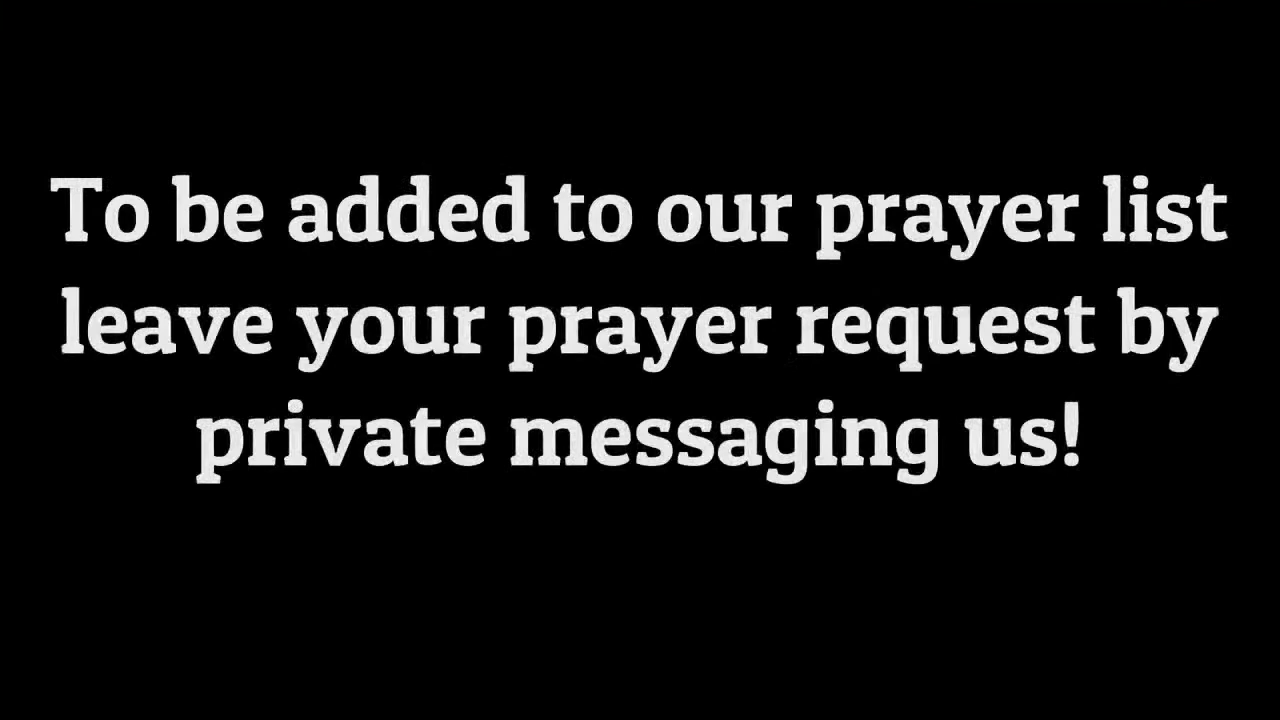 To be added to our prayer list
leave your prayer request by
private messaging us!